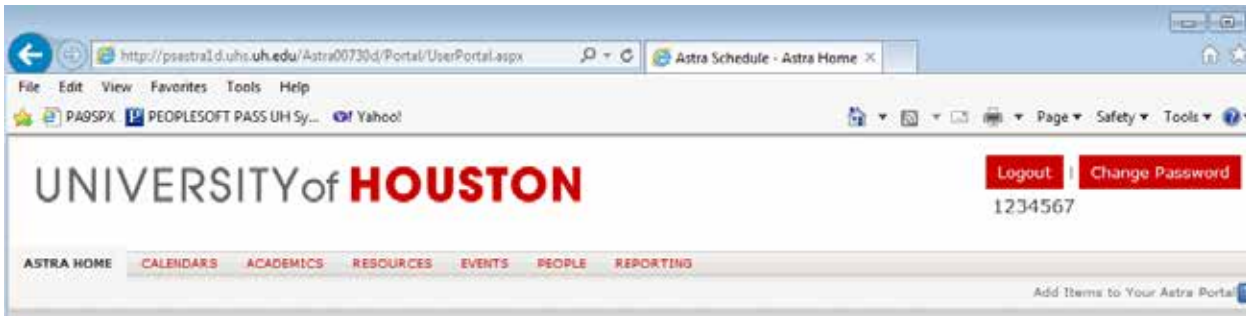 http://psastra1d.uhs.uh.edu/Astra00730d/Portal/UserPortal.aspx
Astra Schedule - Astra Home
File Edit View Favorites Tools Help
PA9SPX PEOPLESOFT PASS UH Sy... Yahoo!
Page Safety Tools
UNIVERSITY of HOUSTON
Logout | Change Password
1234567
ASTRA HOME CALENDARS ACADEMICS RESOURCES EVENTS PEOPLE REPORTING
Add Items to Your Astra Portal